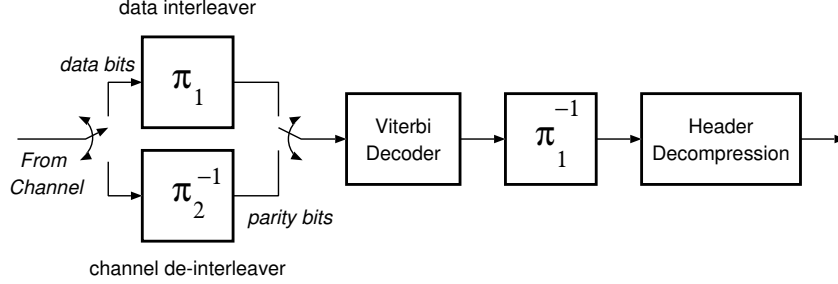 data interleaver
data bits
π₁
From
Channel
π₂⁻¹
parity bits
channel de-interleaver
Viterbi
Decoder
π₁⁻¹
Header
Decompression